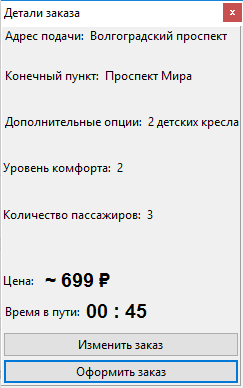 Детали заказа
Адрес подачи: Волгоградский проспект
Конечный пункт: Проспект Мира
Дополнительные опции: 2 детских кресла
Уровень комфорта: 2
Количество пассажиров: 3
Цена: ~ 699 ₽
Время в пути: 00 : 45
Изменить заказ
Оформить заказ